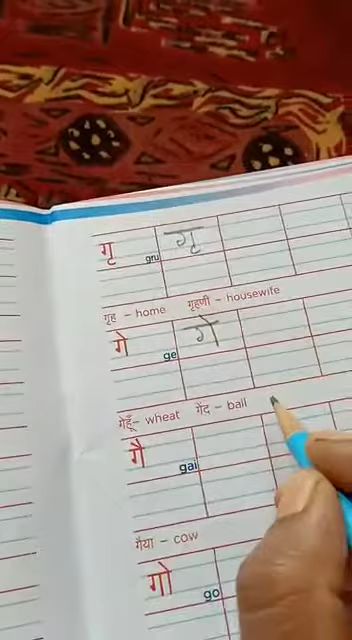 गृ gru गृ
गृह - home गृहणी - housewife
गे ge गे
गेहूँ - wheat गेंद - ball
गै gai
गैया - cow
गो go